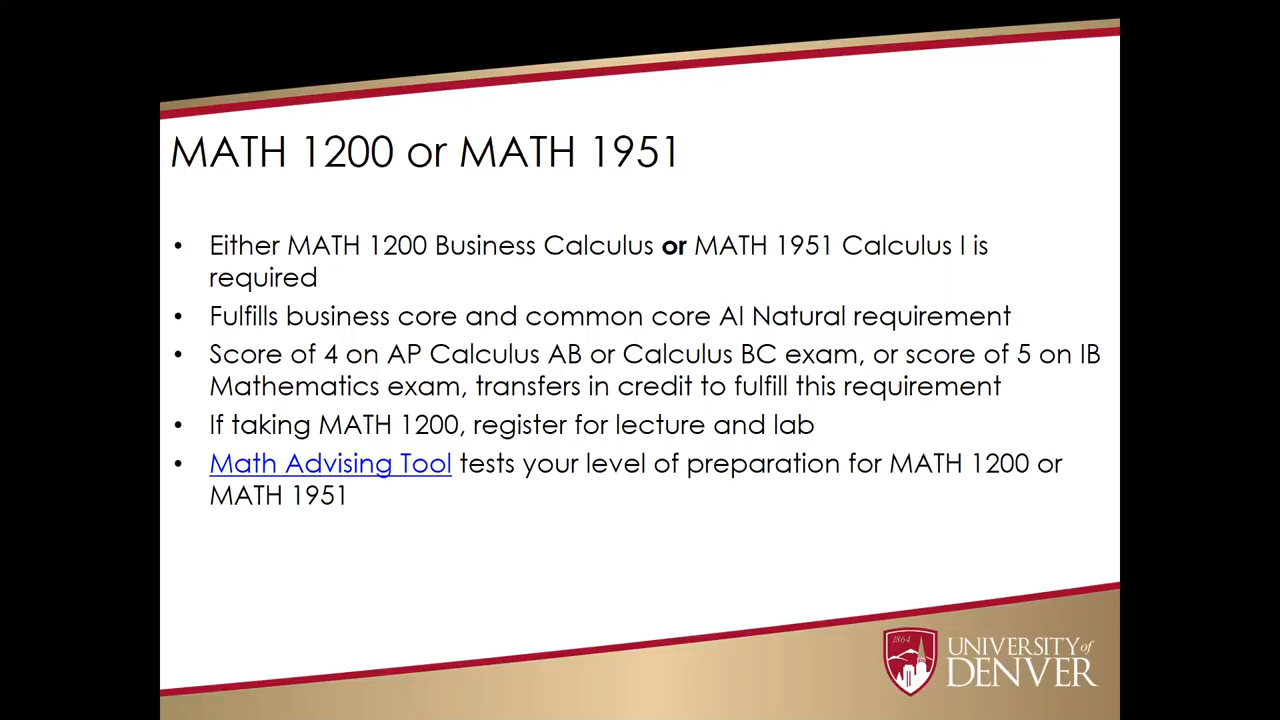 MATH 1200 or MATH 1951
• Either MATH 1200 Business Calculus or MATH 1951 Calculus I is
required
• Fulfills business core and common core AI Natural requirement
• Score of 4 on AP Calculus AB or Calculus BC exam, or score of 5 on IB
Mathematics exam, transfers in credit to fulfill this requirement
• If taking MATH 1200, register for lecture and lab
• Math Advising Tool tests your level of preparation for MATH 1200 or
MATH 1951
1864
UNIVERSITY of
DENVER